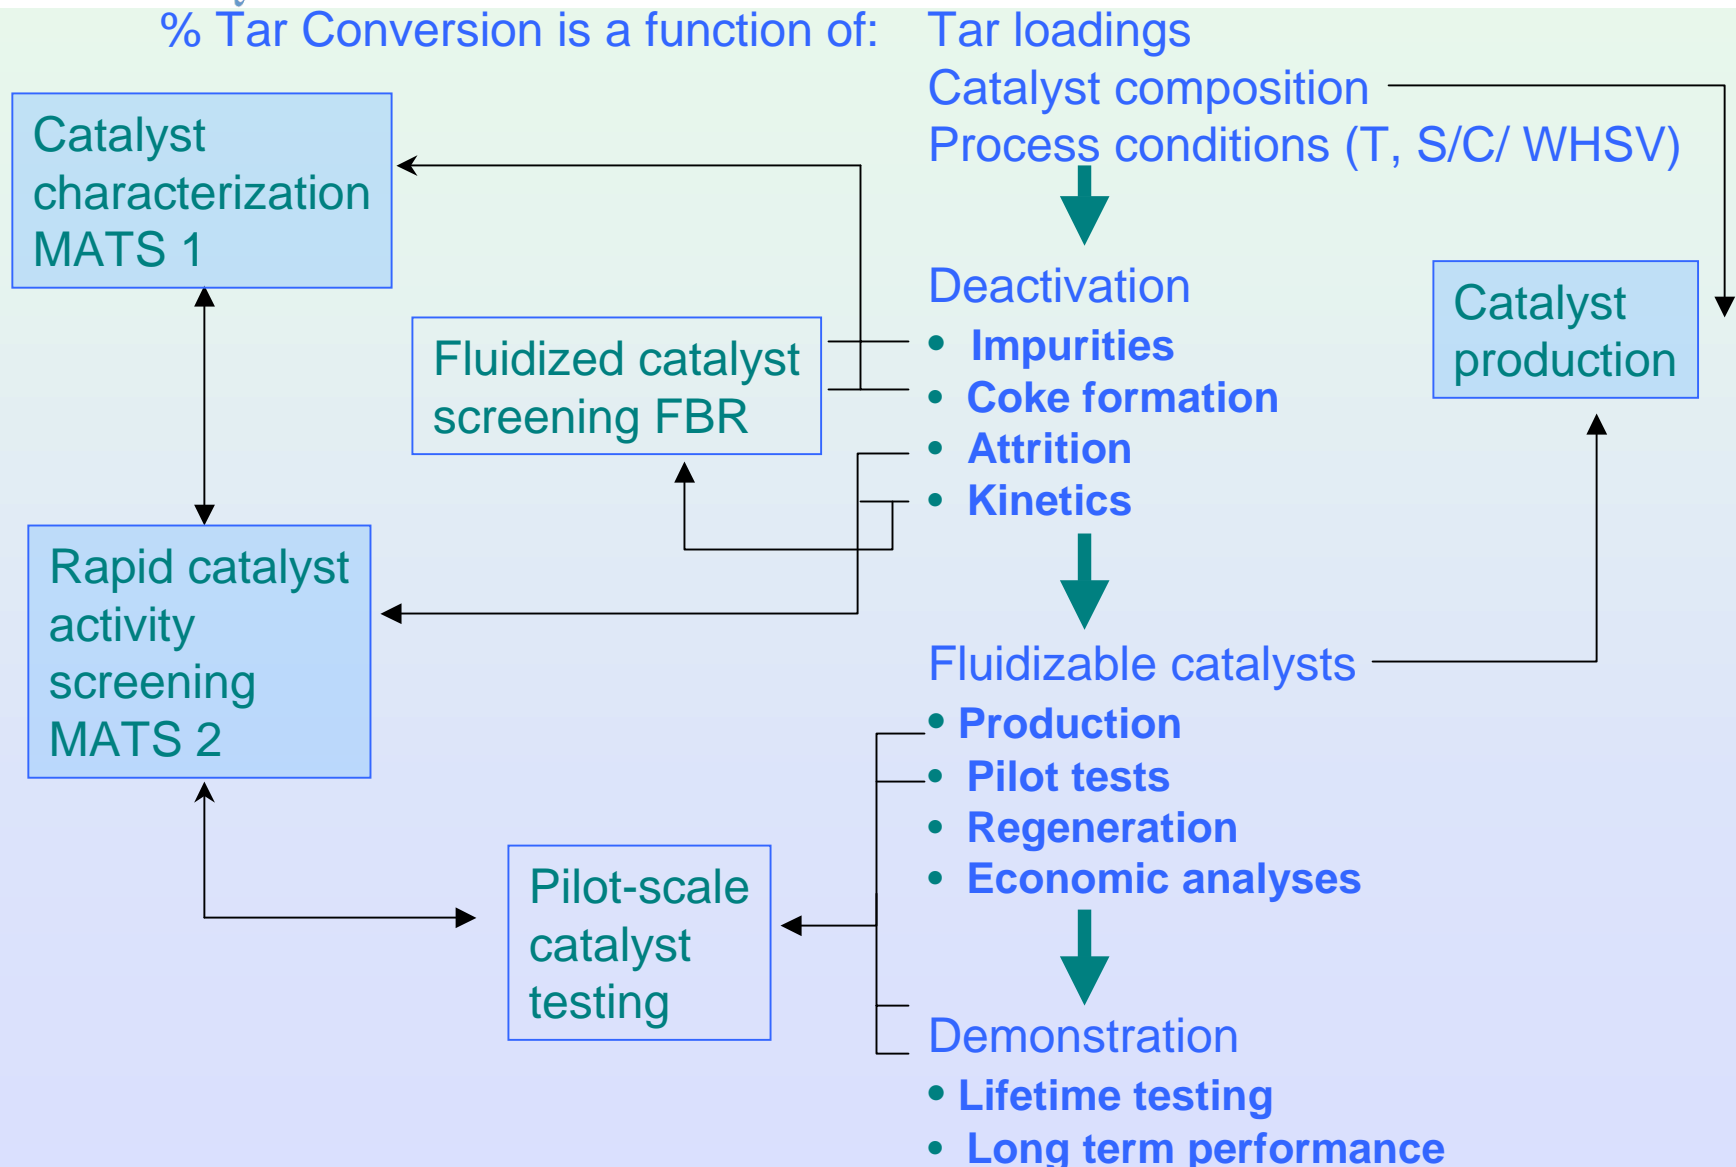 % Tar Conversion is a function of:
Tar loadings
Catalyst composition
Process conditions (T, S/C/ WHSV)
Catalyst
characterization
MATS 1
Deactivation
• Impurities
• Coke formation
• Attrition
• Kinetics
Catalyst
production
Fluidized catalyst
screening FBR
Rapid catalyst
activity
screening
MATS 2
Fluidizable catalysts
• Production
• Pilot tests
• Regeneration
• Economic analyses
Pilot-scale
catalyst
testing
Demonstration
• Lifetime testing
• Long term performance